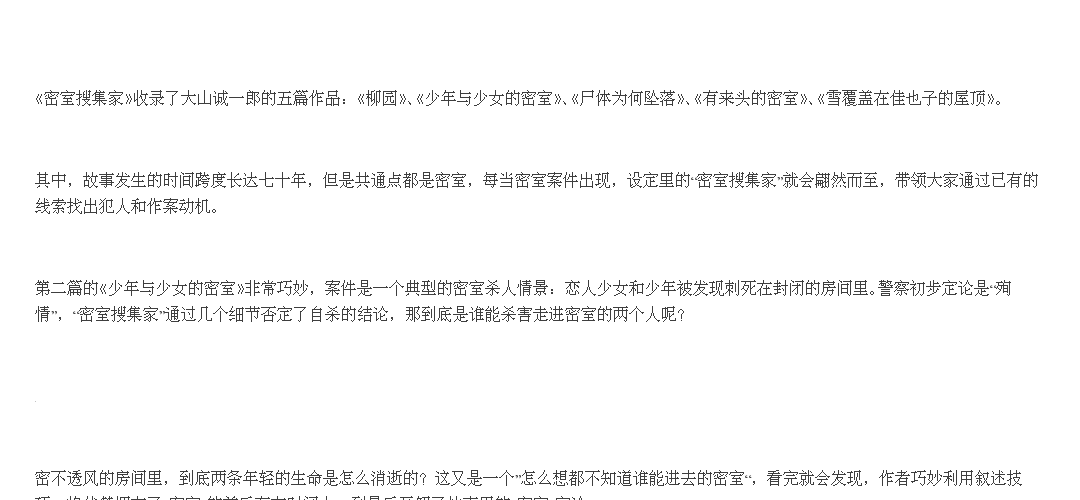 《密室搜集家》收录了大山诚一郎的五篇作品：《柳园》、《少年与少女的密室》、《尸体为何坠落》、《有来头的密室》、《雪覆盖在佳也子的屋顶》。
其中，故事发生的时间跨度长达七十年，但是共通点都是密室，每当密室案件出现，设定里的“密室搜集家”就会翩然而至，带领大家通过已有的
线索找出犯人和作案动机。
第二篇的《少年与少女的密室》非常巧妙，案件是一个典型的密室杀人情景：恋人少女和少年被发现刺死在封闭的房间里。警察初步定论是“殉
情”，“密室搜集家”通过几个细节否定了自杀的结论，那到底是谁能杀害走进密室的两个人呢？
密不透风的房间里，到底两条年轻的生命是怎么消逝的？这又是一个”怎么想都不知道谁能进去的密室“，看完就会发现，作者巧妙利用叙述技